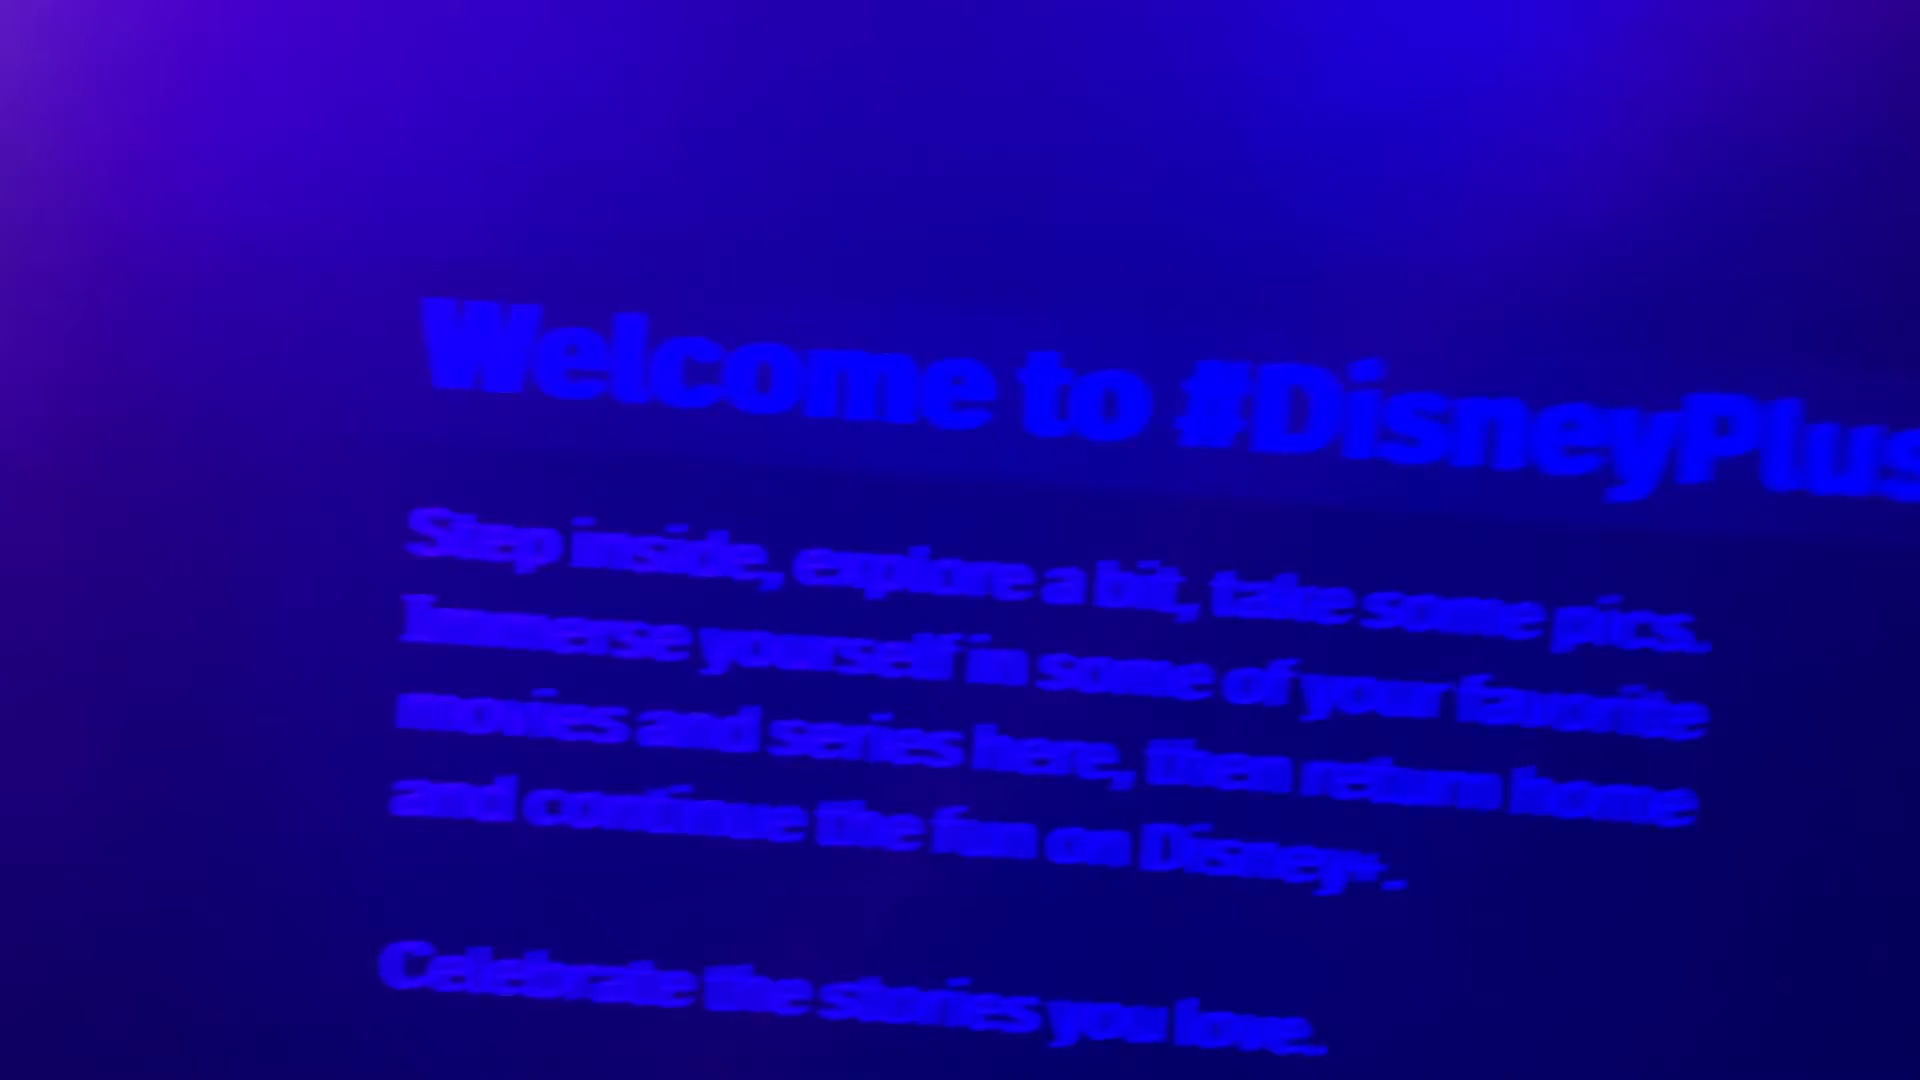 Welcome to #DisneyPlus
Step inside, explore a bit, take some pics.
Immerse yourself in some of your favorite
movies and series here, then return home
and continue the fun on Disney+.
Celebrate the stories you love.